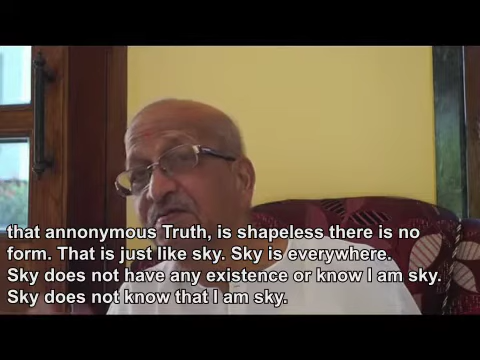 that annonymous Truth, is shapeless there is no
form. That is just like sky. Sky is everywhere.
Sky does not have any existence or know I am sky.
Sky does not know that I am sky.